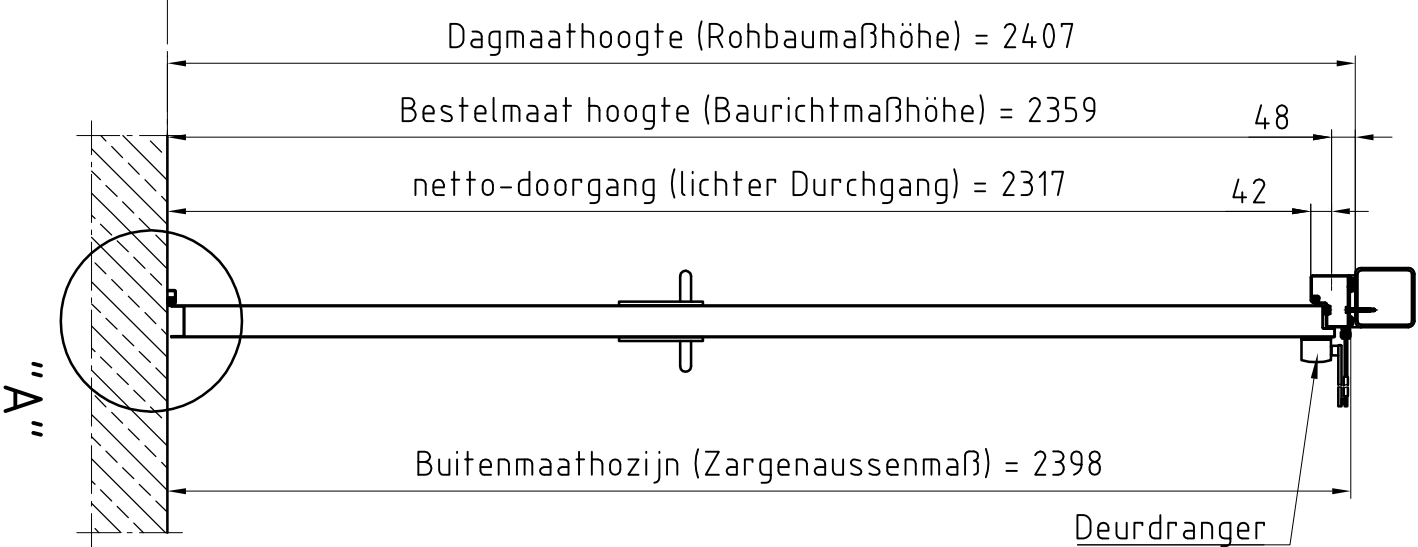 Dagmaathoogte (Rohbaumaßhöhe) = 2407
Bestelmaat hoogte (Baurichtmaßhöhe) = 2359
48
netto-doorgang (lichter Durchgang) = 2317
42
"A"
Buitenmaathozijn (Zargenaussenmaß) = 2398
Deurdranger